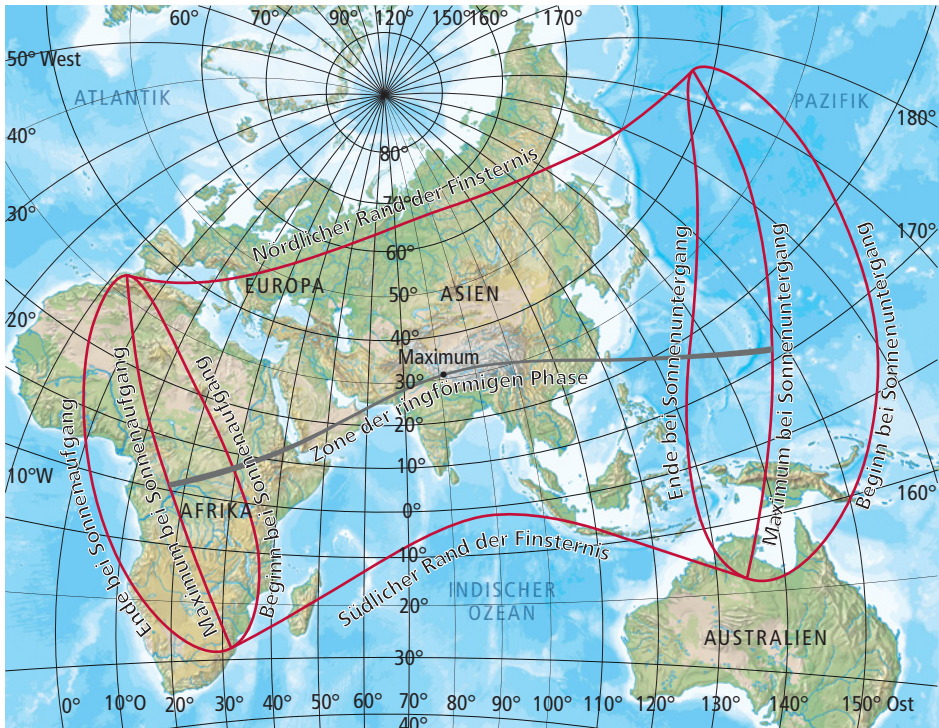 60°
70°
90°
120°
150°
160°
170°
50° West
ATLANTIK
PAZIFIK
180°
40°
80°
30°
70°
Nördlicher Rand der Finsternis
60°
170°
EUROPA
50°
ASIEN
20°
40°
Maximum
30°
Zone der ringförmigen Phase
20°
Ende bei Sonnenaufgang
Maximum bei Sonnenaufgang
Beginn bei Sonnenaufgang
Ende bei Sonnenuntergang
Maximum bei Sonnenuntergang
Beginn bei Sonnenuntergang
10°W
10°
160°
AFRIKA
0°
10°
Südlicher Rand der Finsternis
INDISCHER
OZEAN
20°
AUSTRALIEN
30°
0°
10°O
20°
30°
50°
60°
70°
80°
90°
100°
110°
120°
130°
140°
150° Ost
40°